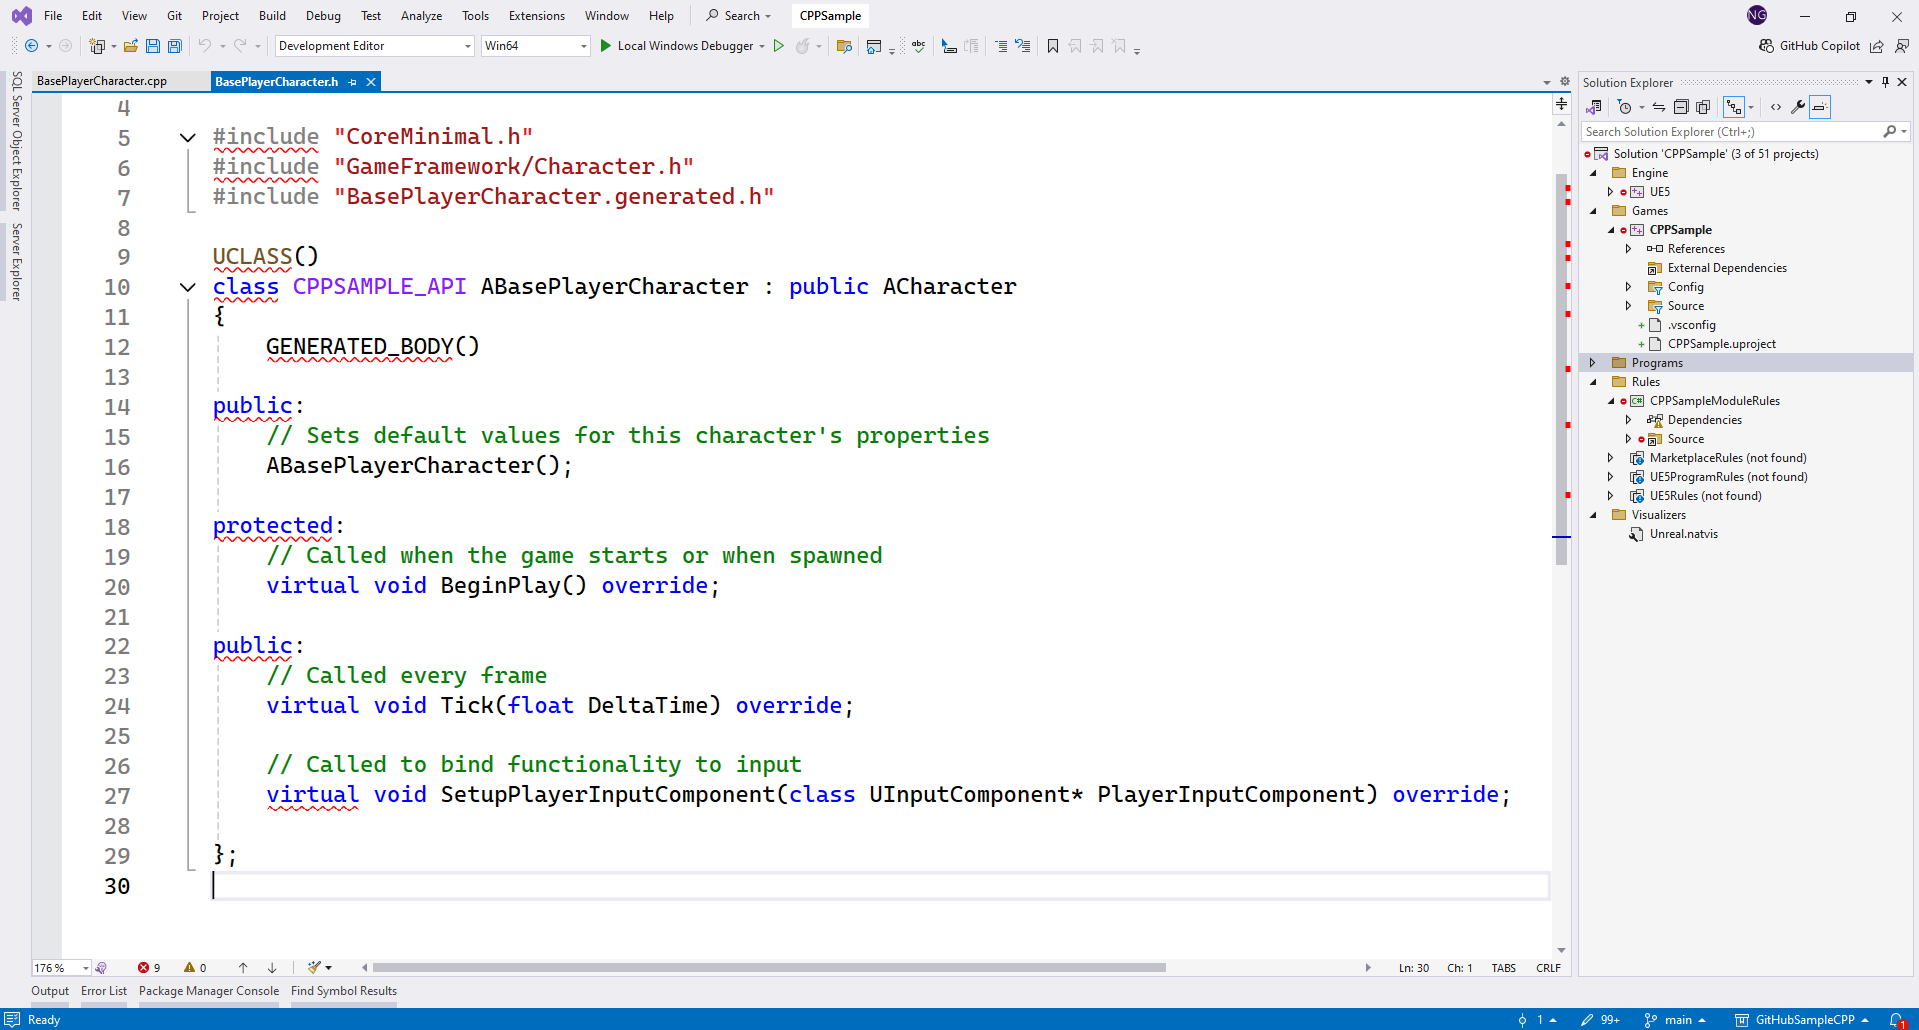 File Edit View Git Project Build Debug Test Analyze Tools Extensions Window Help Search CPPSample NG
Development Editor Win64 Local Windows Debugger abc GitHub Copilot
SQL Server Object Explorer
Server Explorer
BasePlayerCharacter.cpp BasePlayerCharacter.h
4
5 #include "CoreMinimal.h"
6 #include "GameFramework/Character.h"
7 #include "BasePlayerCharacter.generated.h"
8
9 UCLASS()
10 class CPPSAMPLE_API ABasePlayerCharacter : public ACharacter
11 {
12 GENERATED_BODY()
13
14 public:
15 // Sets default values for this character's properties
16 ABasePlayerCharacter();
17
18 protected:
19 // Called when the game starts or when spawned
20 virtual void BeginPlay() override;
21
22 public:
23 // Called every frame
24 virtual void Tick(float DeltaTime) override;
25
26 // Called to bind functionality to input
27 virtual void SetupPlayerInputComponent(class UInputComponent* PlayerInputComponent) override;
28
29 };
30
176 % 9 0 Ln: 30 Ch: 1 TABS CRLF
Solution Explorer
Search Solution Explorer (Ctrl+;)
Solution 'CPPSample' (3 of 51 projects)
Engine
UE5
Games
CPPSample
References
External Dependencies
Config
Source
.vsconfig
CPPSample.uproject
Programs
Rules
CPPSampleModuleRules
Dependencies
Source
MarketplaceRules (not found)
UE5ProgramRules (not found)
UE5Rules (not found)
Visualizers
Unreal.natvis
Output Error List Package Manager Console Find Symbol Results
Ready 1 99+ main GitHubSampleCPP 1